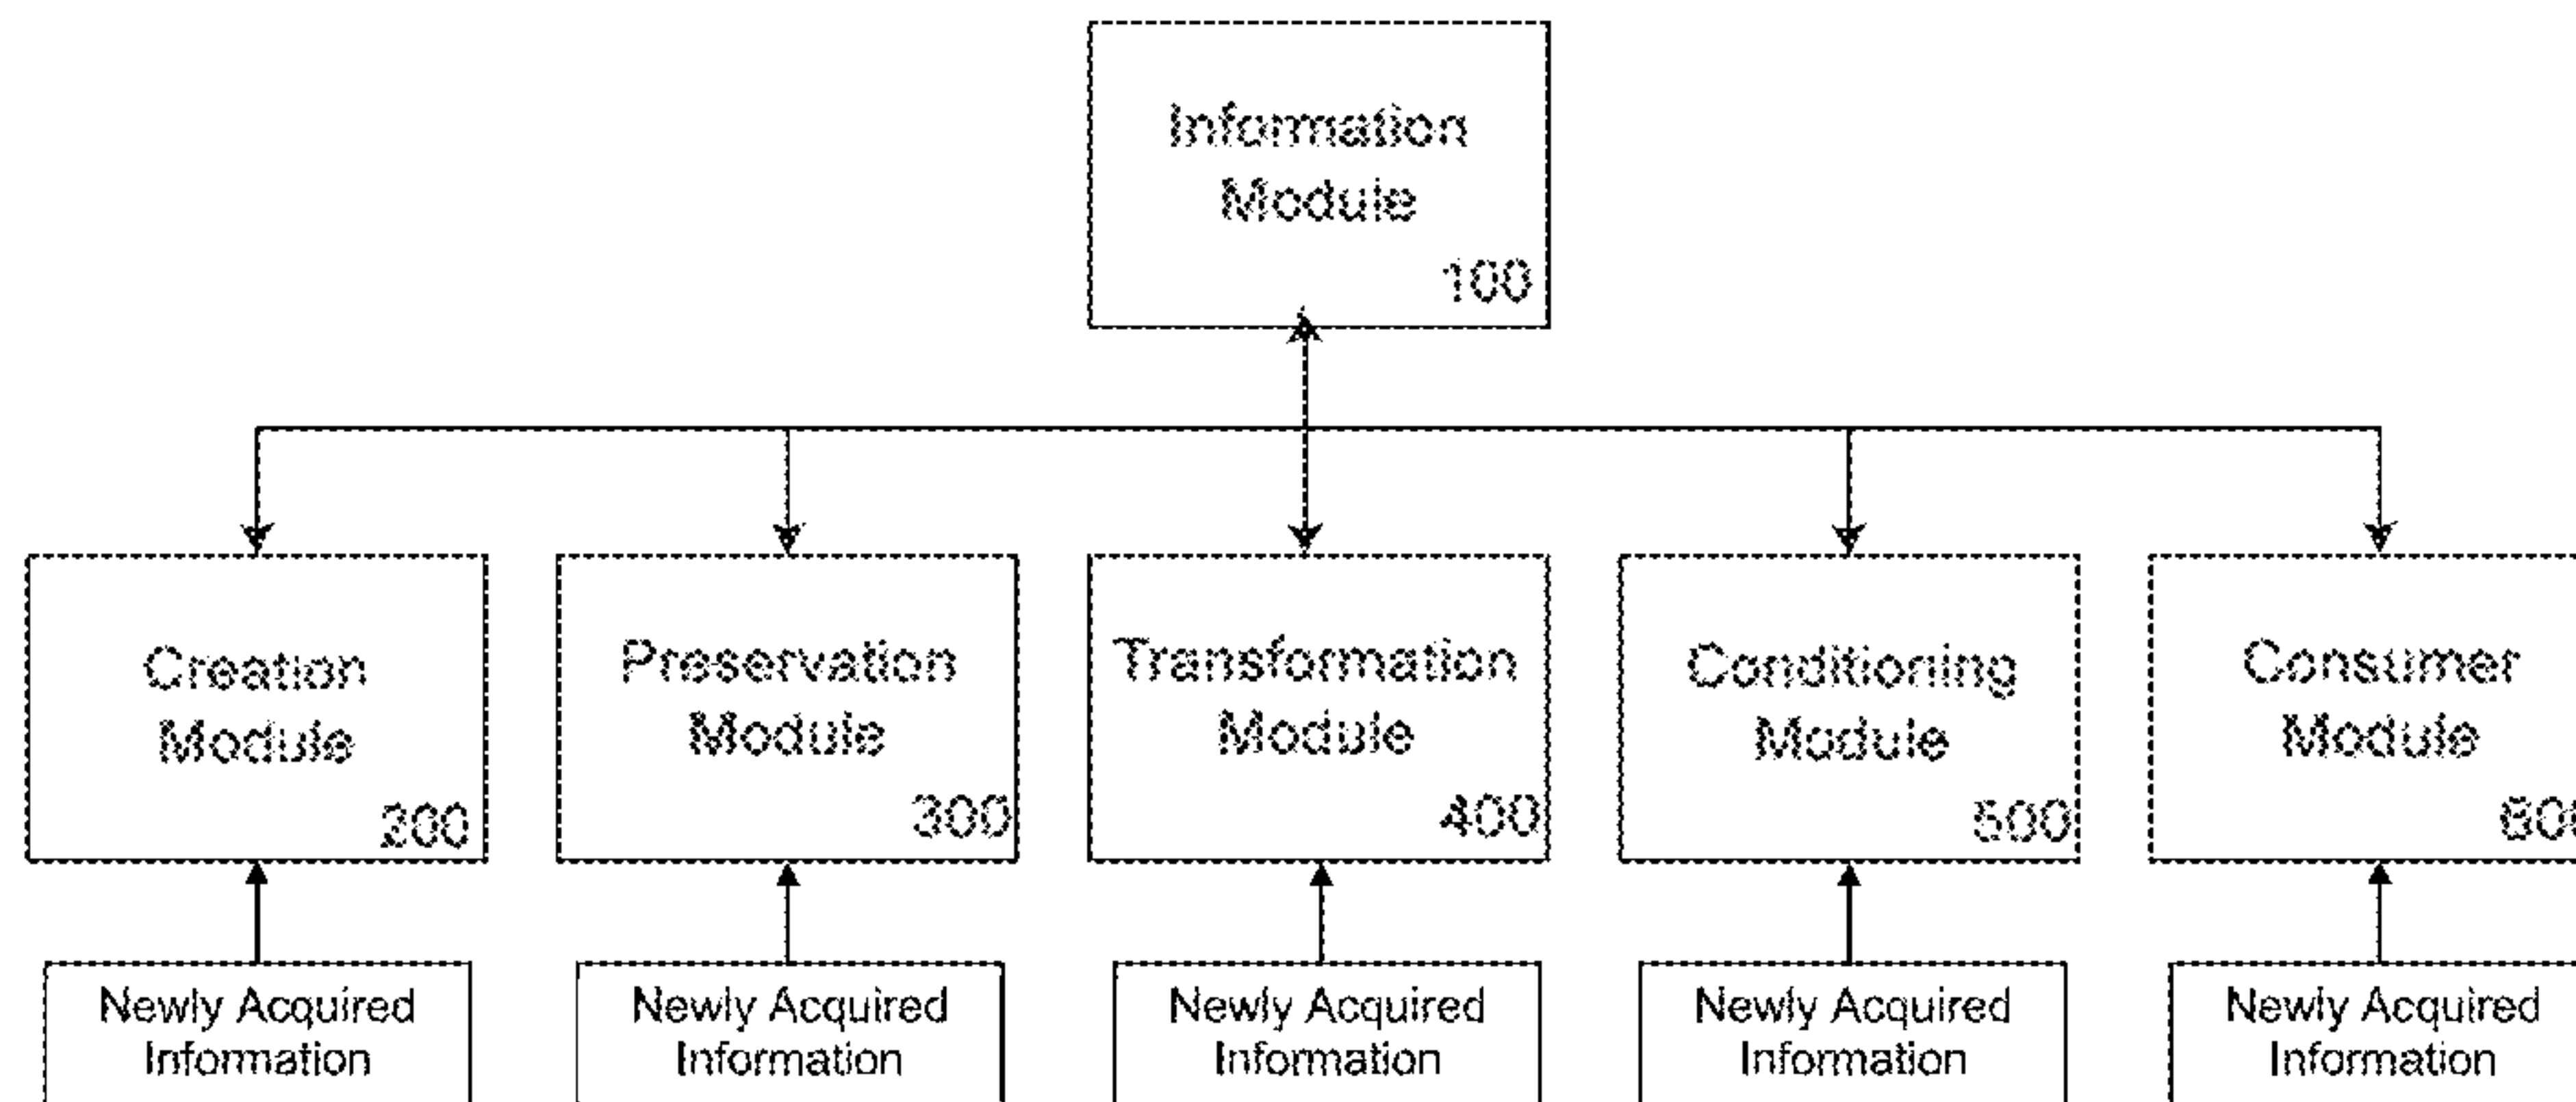 Information
Module
100
Creation
Module
200
Preservation
Module
300
Transformation
Module
400
Conditioning
Module
500
Consumer
Module
Newly Acquired
Information
Newly Acquired
Information
Newly Acquired
Information
Newly Acquired
Information
Newly Acquired
Information